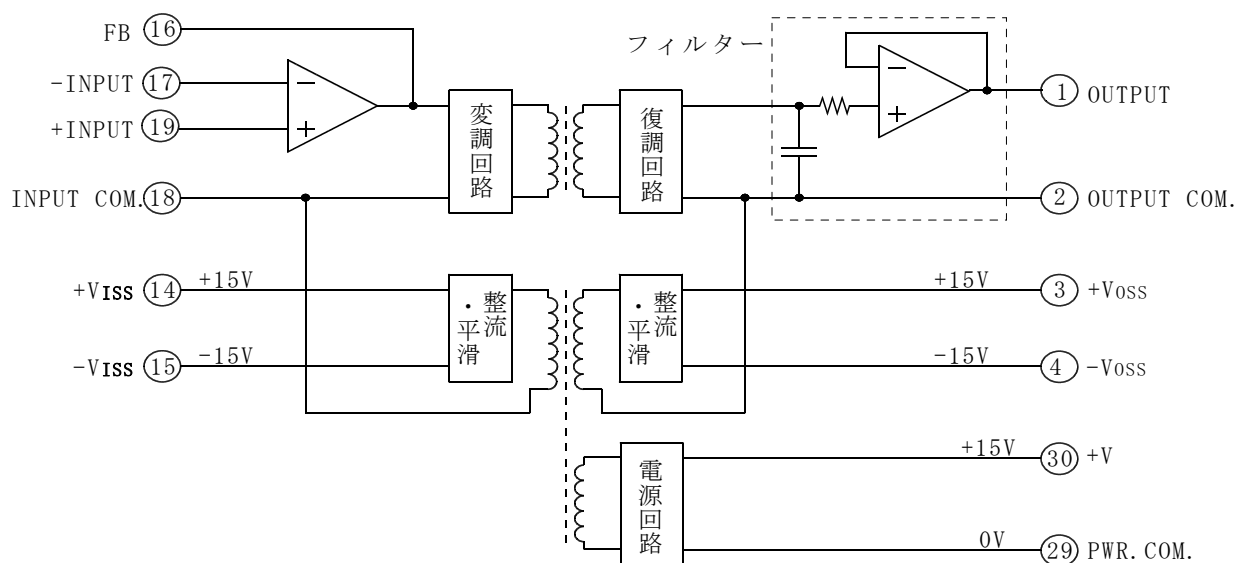 FB 16
フィルター
-INPUT 17
1 OUTPUT
+INPUT 19
変調回路
復調回路
INPUT COM. 18
2 OUTPUT COM.
+VISS 14 +15V
整流・平滑
整流・平滑
+15V 3 +VOSS
-VISS 15 -15V
-15V 4 -VOSS
電源回路
+15V 30 +V
0V 29 PWR.COM.